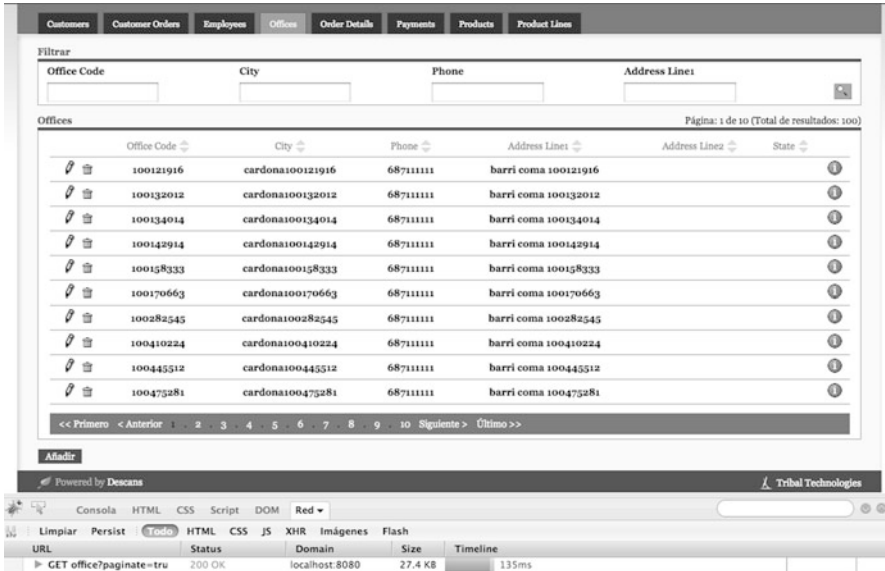 Customers Customer Orders Employees Offices Order Details Payments Products Product Lines
Filtrar
Office Code City Phone Address Line1
Offices Página: 1 de 10 (Total de resultados: 100)
Office Code City Phone Address Line1 Address Line2 State
100121916 cardona100121916 687111111 barri coma 100121916
100132012 cardona100132012 687111111 barri coma 100132012
100134014 cardona100134014 687111111 barri coma 100134014
100142914 cardona100142914 687111111 barri coma 100142914
100158333 cardona100158333 687111111 barri coma 100158333
100170663 cardona100170663 687111111 barri coma 100170663
100282545 cardona100282545 687111111 barri coma 100282545
100410224 cardona100410224 687111111 barri coma 100410224
100445512 cardona100445512 687111111 barri coma 100445512
100475281 cardona100475281 687111111 barri coma 100475281
<< Primero < Anterior 1 . 2 . 3 . 4 . 5 . 6 . 7 . 8 . 9 . 10 Siguiente > Último >>
Añadir
Powered by Descans Tribal Technologies
Consola HTML CSS Script DOM Red
Limpiar Persist Todo HTML CSS JS XHR Imágenes Flash
URL Status Domain Size Timeline
GET office?paginate=tru 200 OK localhost:8080 27.4 KB 135ms